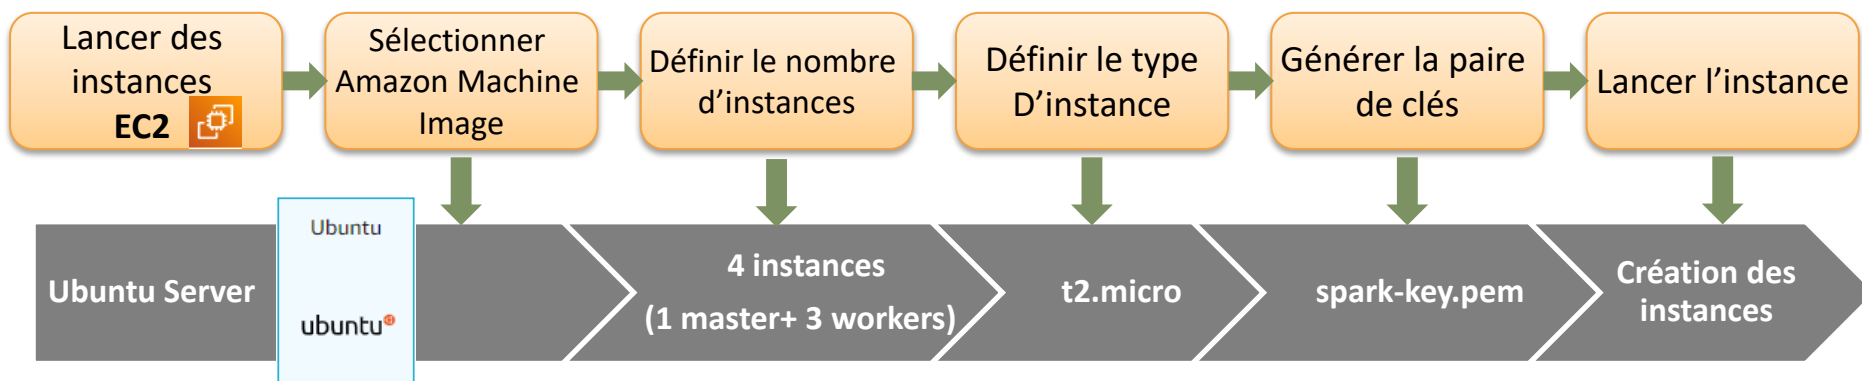 Lancer des
instances
EC2
Sélectionner
Amazon Machine
Image
Définir le nombre
d'instances
Définir le type
D'instance
Générer la paire
de clés
Lancer l'instance
Ubuntu Server
Ubuntu
ubuntu
4 instances
(1 master+ 3 workers)
t2.micro
spark-key.pem
Création des
instances